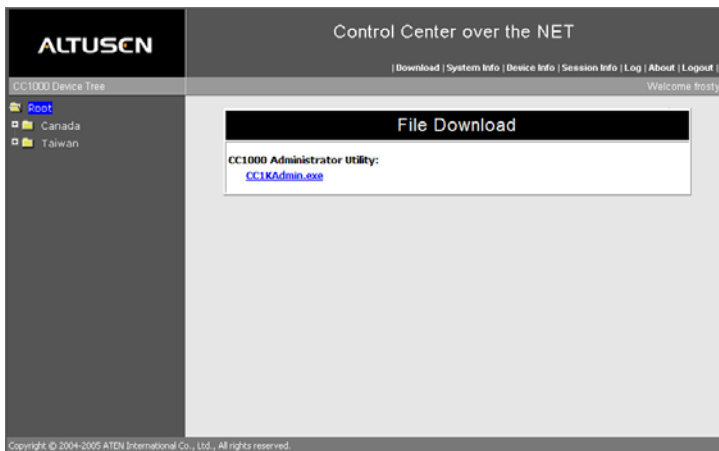 ALTUSEN
Control Center over the NET
| Download | System Info | Device Info | Session Info | Log | About | Logout |
CC1000 Device Tree
Welcome frosty
Root
Canada
Taiwan
File Download
CC1000 Administrator Utility:
CC1KAdmin.exe
Copyright © 2004-2005 ATEN International Co., Ltd., All rights reserved.